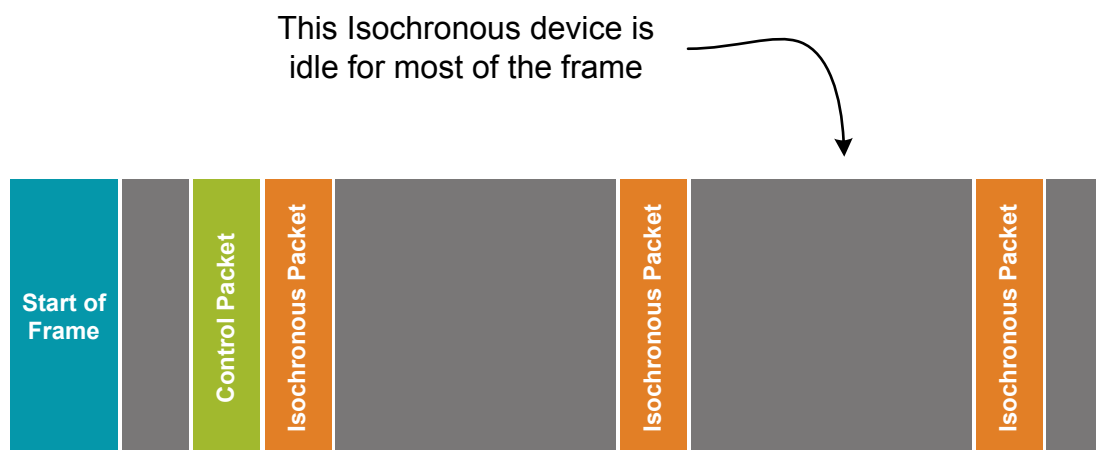 This Isochronous device is
idle for most of the frame
Start of
Frame
Control Packet
Isochronous Packet
Isochronous Packet
Isochronous Packet